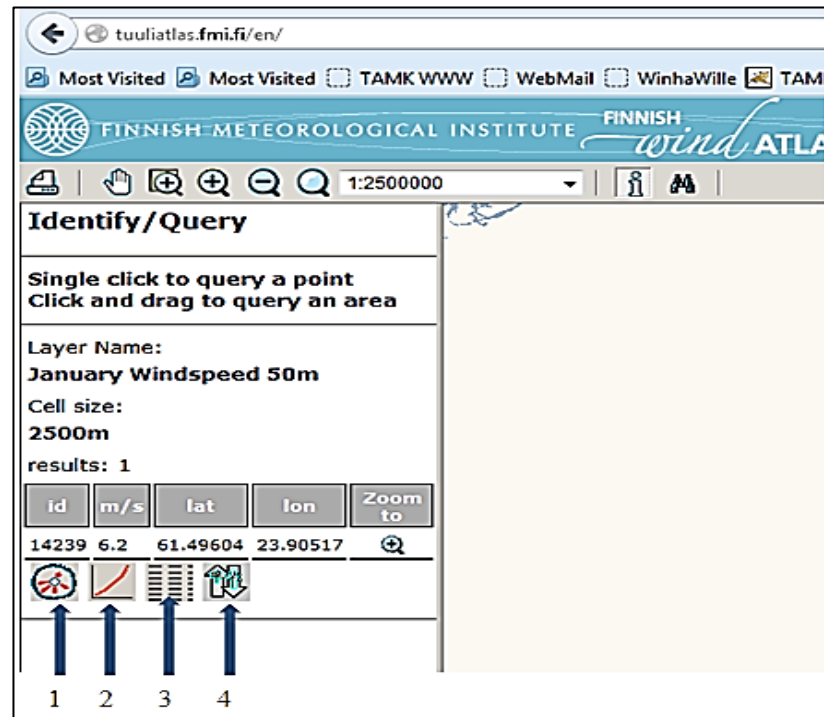 tuuliatlas.fmi.fi/en/
Most Visited Most Visited TAMK WWW WebMail WinhaWille TAM
FINNISH METEOROLOGICAL INSTITUTE FINNISH wind ATLA
1:2500000
Identify/Query
Single click to query a point
Click and drag to query an area
Layer Name:
January Windspeed 50m
Cell size:
2500m
results: 1
id m/s lat lon Zoom to
14239 6.2 61.49604 23.90517
1 2 3 4